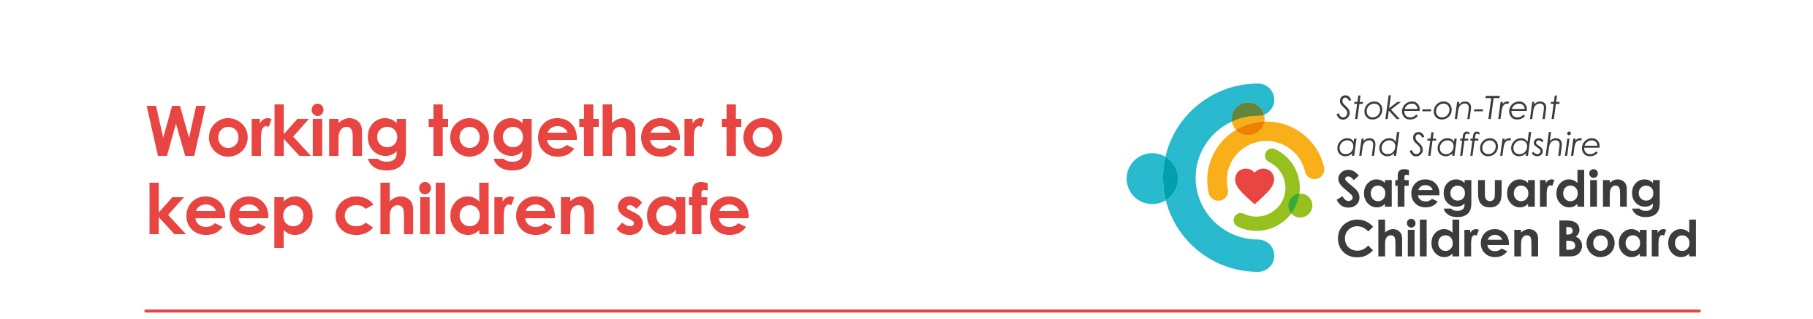 Working together to
keep children safe
Stoke-on-Trent
and Staffordshire
Safeguarding
Children Board